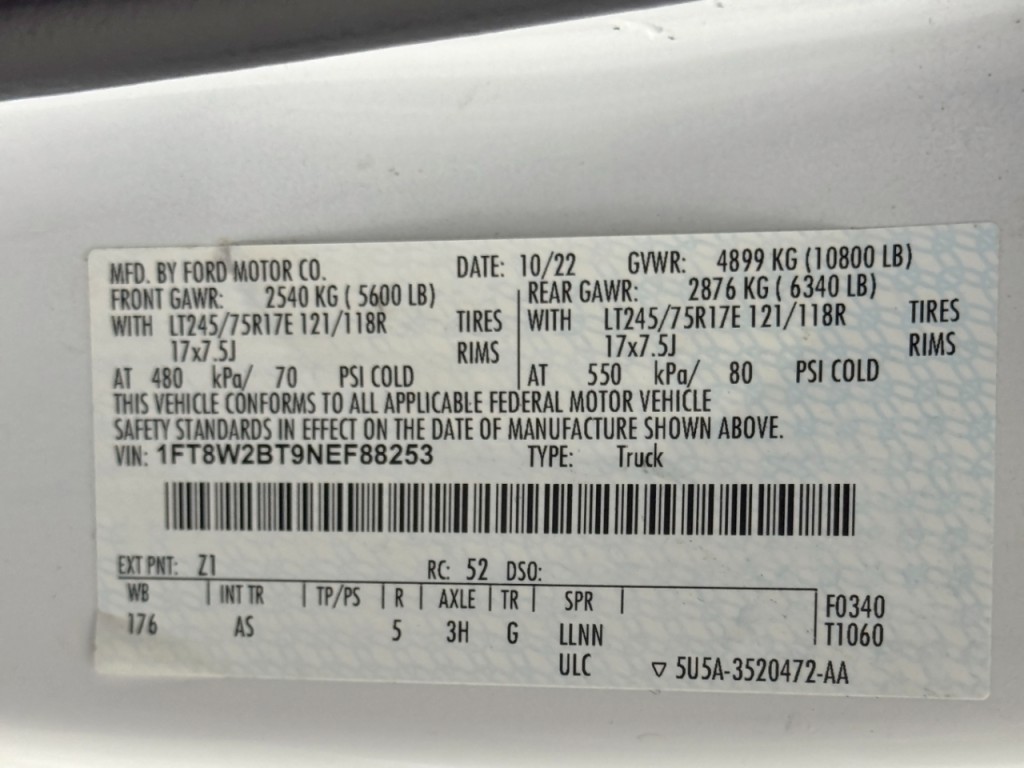 MFD. BY FORD MOTOR CO. DATE: 10/22 GVWR: 4899 KG (10800 LB)
FRONT GAWR: 2540 KG ( 5600 LB) REAR GAWR: 2876 KG ( 6340 LB)
WITH LT245/75R17E 121/118R TIRES WITH LT245/75R17E 121/118R TIRES
17x7.5J RIMS 17x7.5J RIMS
AT 480 kPa/ 70 PSI COLD AT 550 kPa/ 80 PSI COLD
THIS VEHICLE CONFORMS TO ALL APPLICABLE FEDERAL MOTOR VEHICLE
SAFETY STANDARDS IN EFFECT ON THE DATE OF MANUFACTURE SHOWN ABOVE.
VIN: 1FT8W2BT9NEF88253 TYPE: Truck
EXT PNT: Z1 RC: 52 DSO:
WB INT TR TP/PS R AXLE TR SPR F0340
176 AS 5 3H G LLNN T1060
ULC ▽ 5U5A-3520472-AA